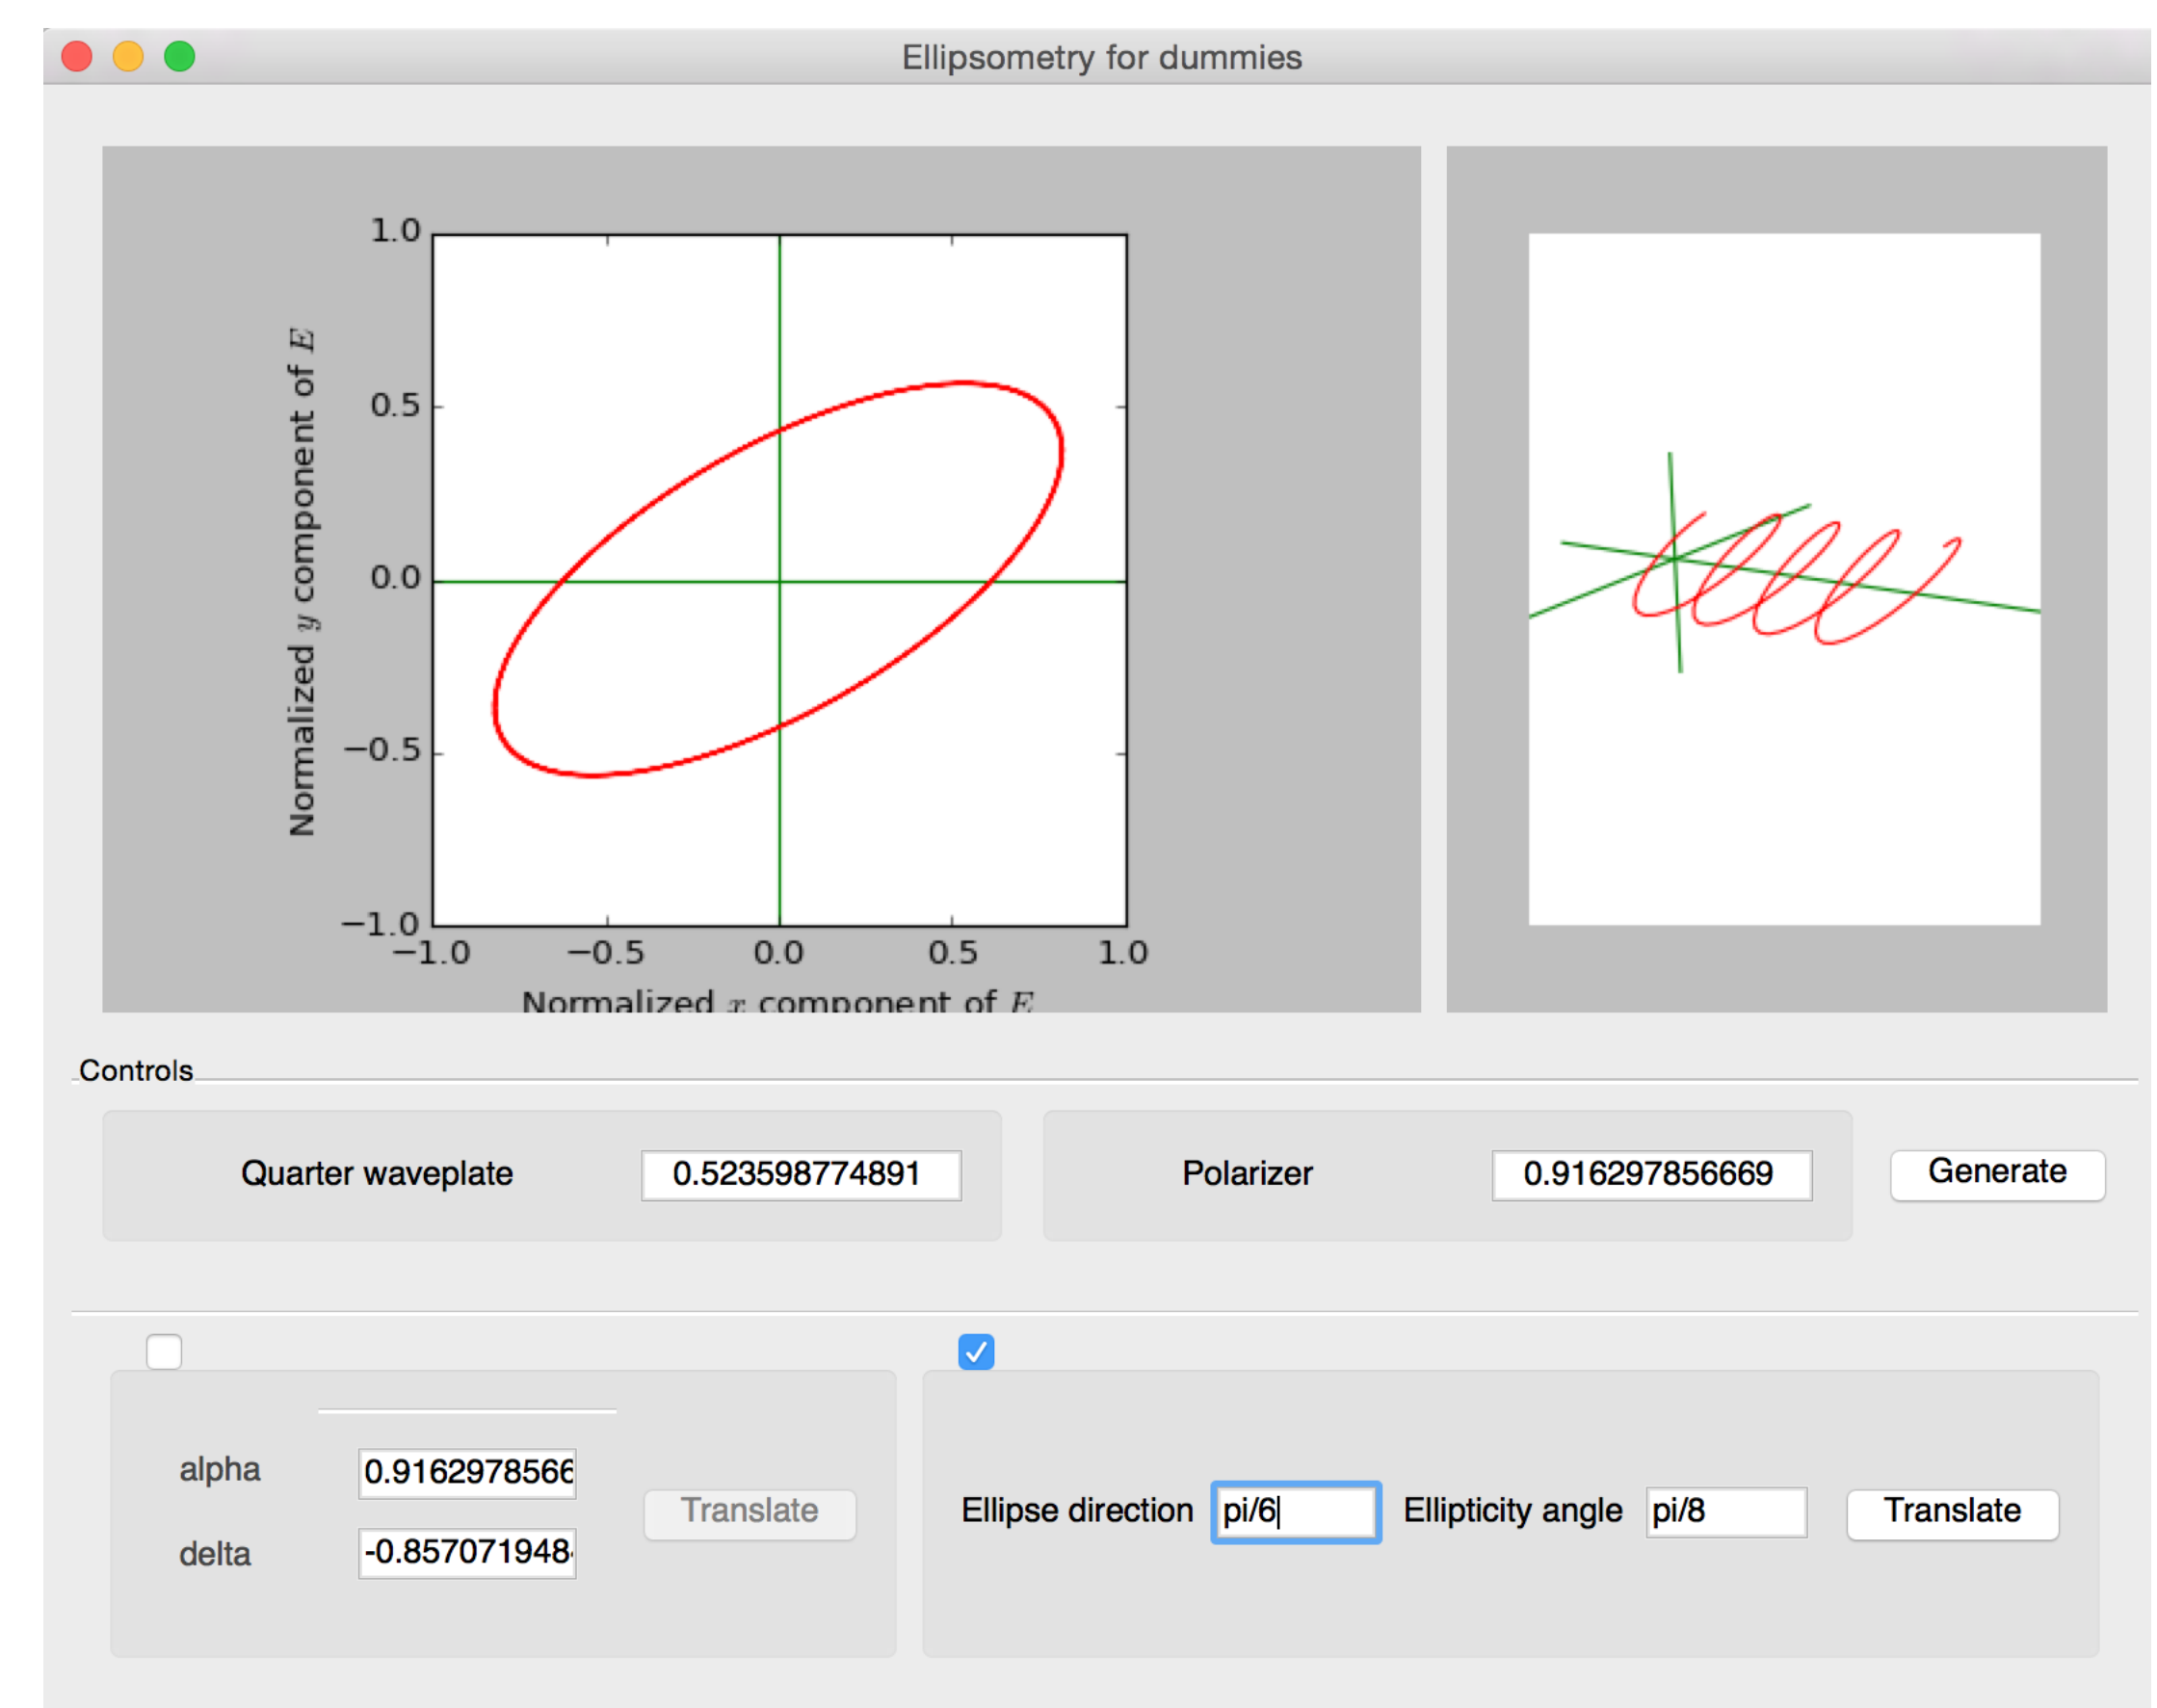 Ellipsometry for dummies
1.0
0.5
0.0
−0.5
−1.0
Normalized y component of E
−1.0 −0.5 0.0 0.5 1.0
Normalized x component of E
Controls
Quarter waveplate 0.523598774891 Polarizer 0.916297856669 Generate
alpha 0.9162978566
delta -0.857071948
Translate
Ellipse direction pi/6 Ellipticity angle pi/8 Translate